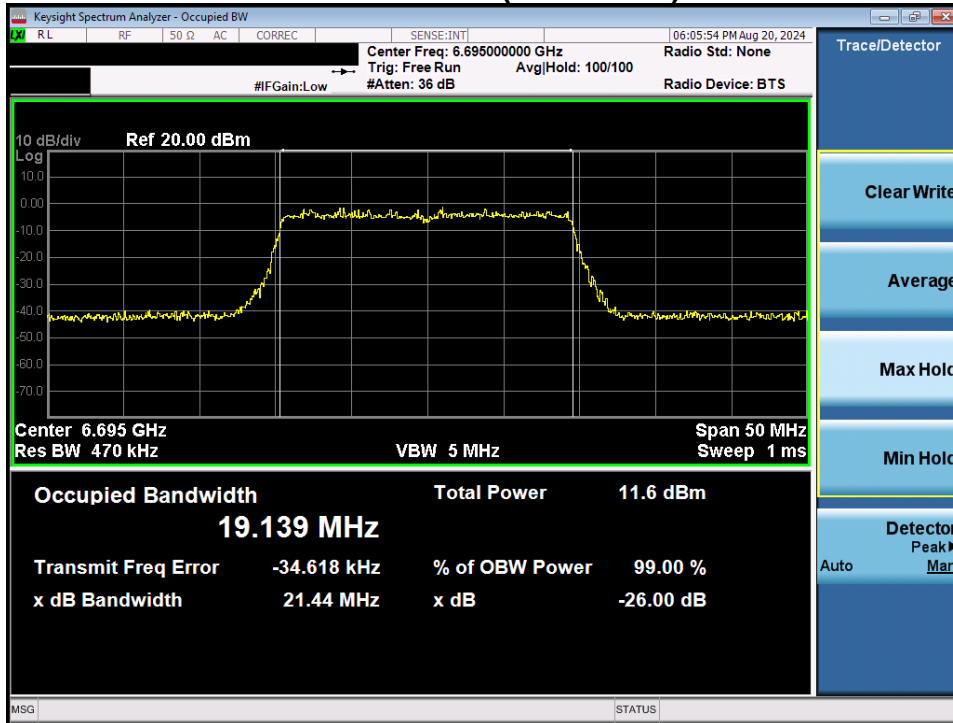 Keysight Spectrum Analyzer - Occupied BW
LXI RL RF 50 Ω AC CORREC SENSE:INT 06:05:54 PM Aug 20, 2024
Center Freq: 6.695000000 GHz Radio Std: None
Trig: Free Run Avg|Hold: 100/100
#IFGain:Low #Atten: 36 dB Radio Device: BTS
10 dB/div Ref 20.00 dBm
Log
10.0
0.00
-10.0
-20.0
-30.0
-40.0
-50.0
-60.0
-70.0
Center 6.695 GHz Span 50 MHz
Res BW 470 kHz VBW 5 MHz Sweep 1 ms
Occupied Bandwidth Total Power 11.6 dBm
19.139 MHz
Transmit Freq Error -34.618 kHz % of OBW Power 99.00 %
x dB Bandwidth 21.44 MHz x dB -26.00 dB
MSG STATUS
Trace/Detector
Clear Write
Average
Max Hold
Min Hold
Detector
Peak
Auto Man